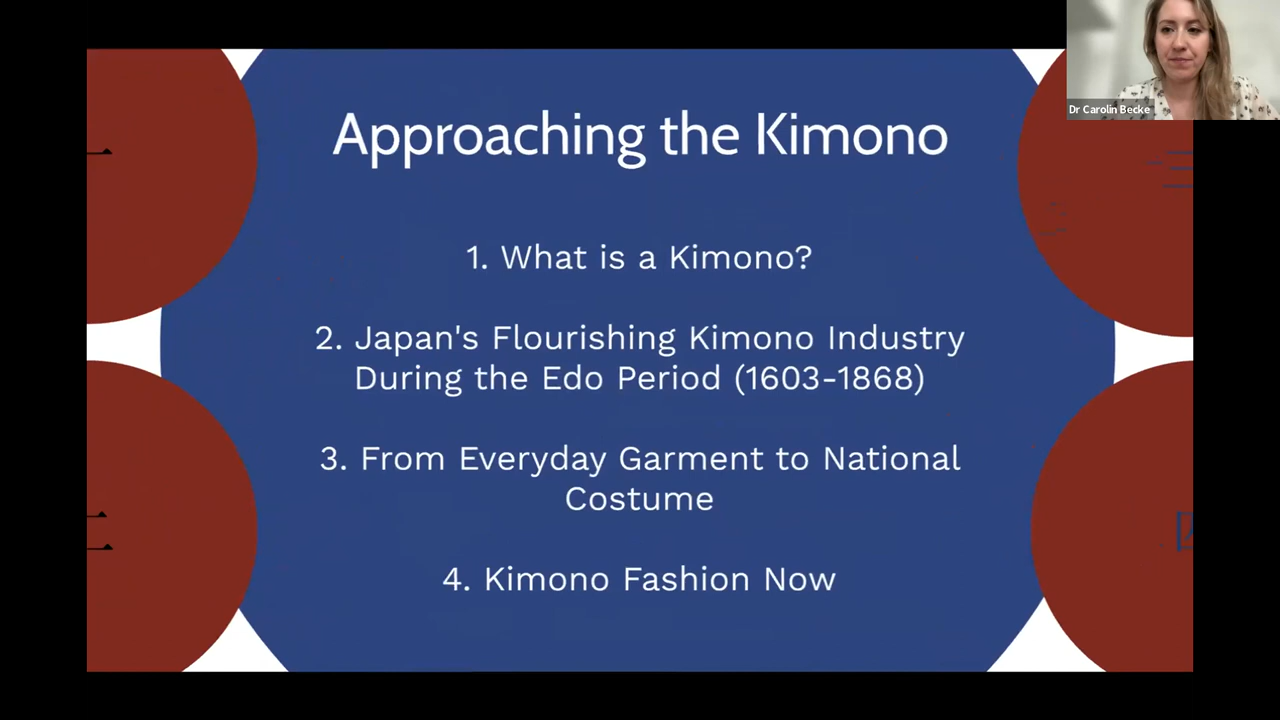 Dr Carolin Becke
Approaching the Kimono
1. What is a Kimono?
2. Japan's Flourishing Kimono Industry
During the Edo Period (1603-1868)
3. From Everyday Garment to National
Costume
4. Kimono Fashion Now